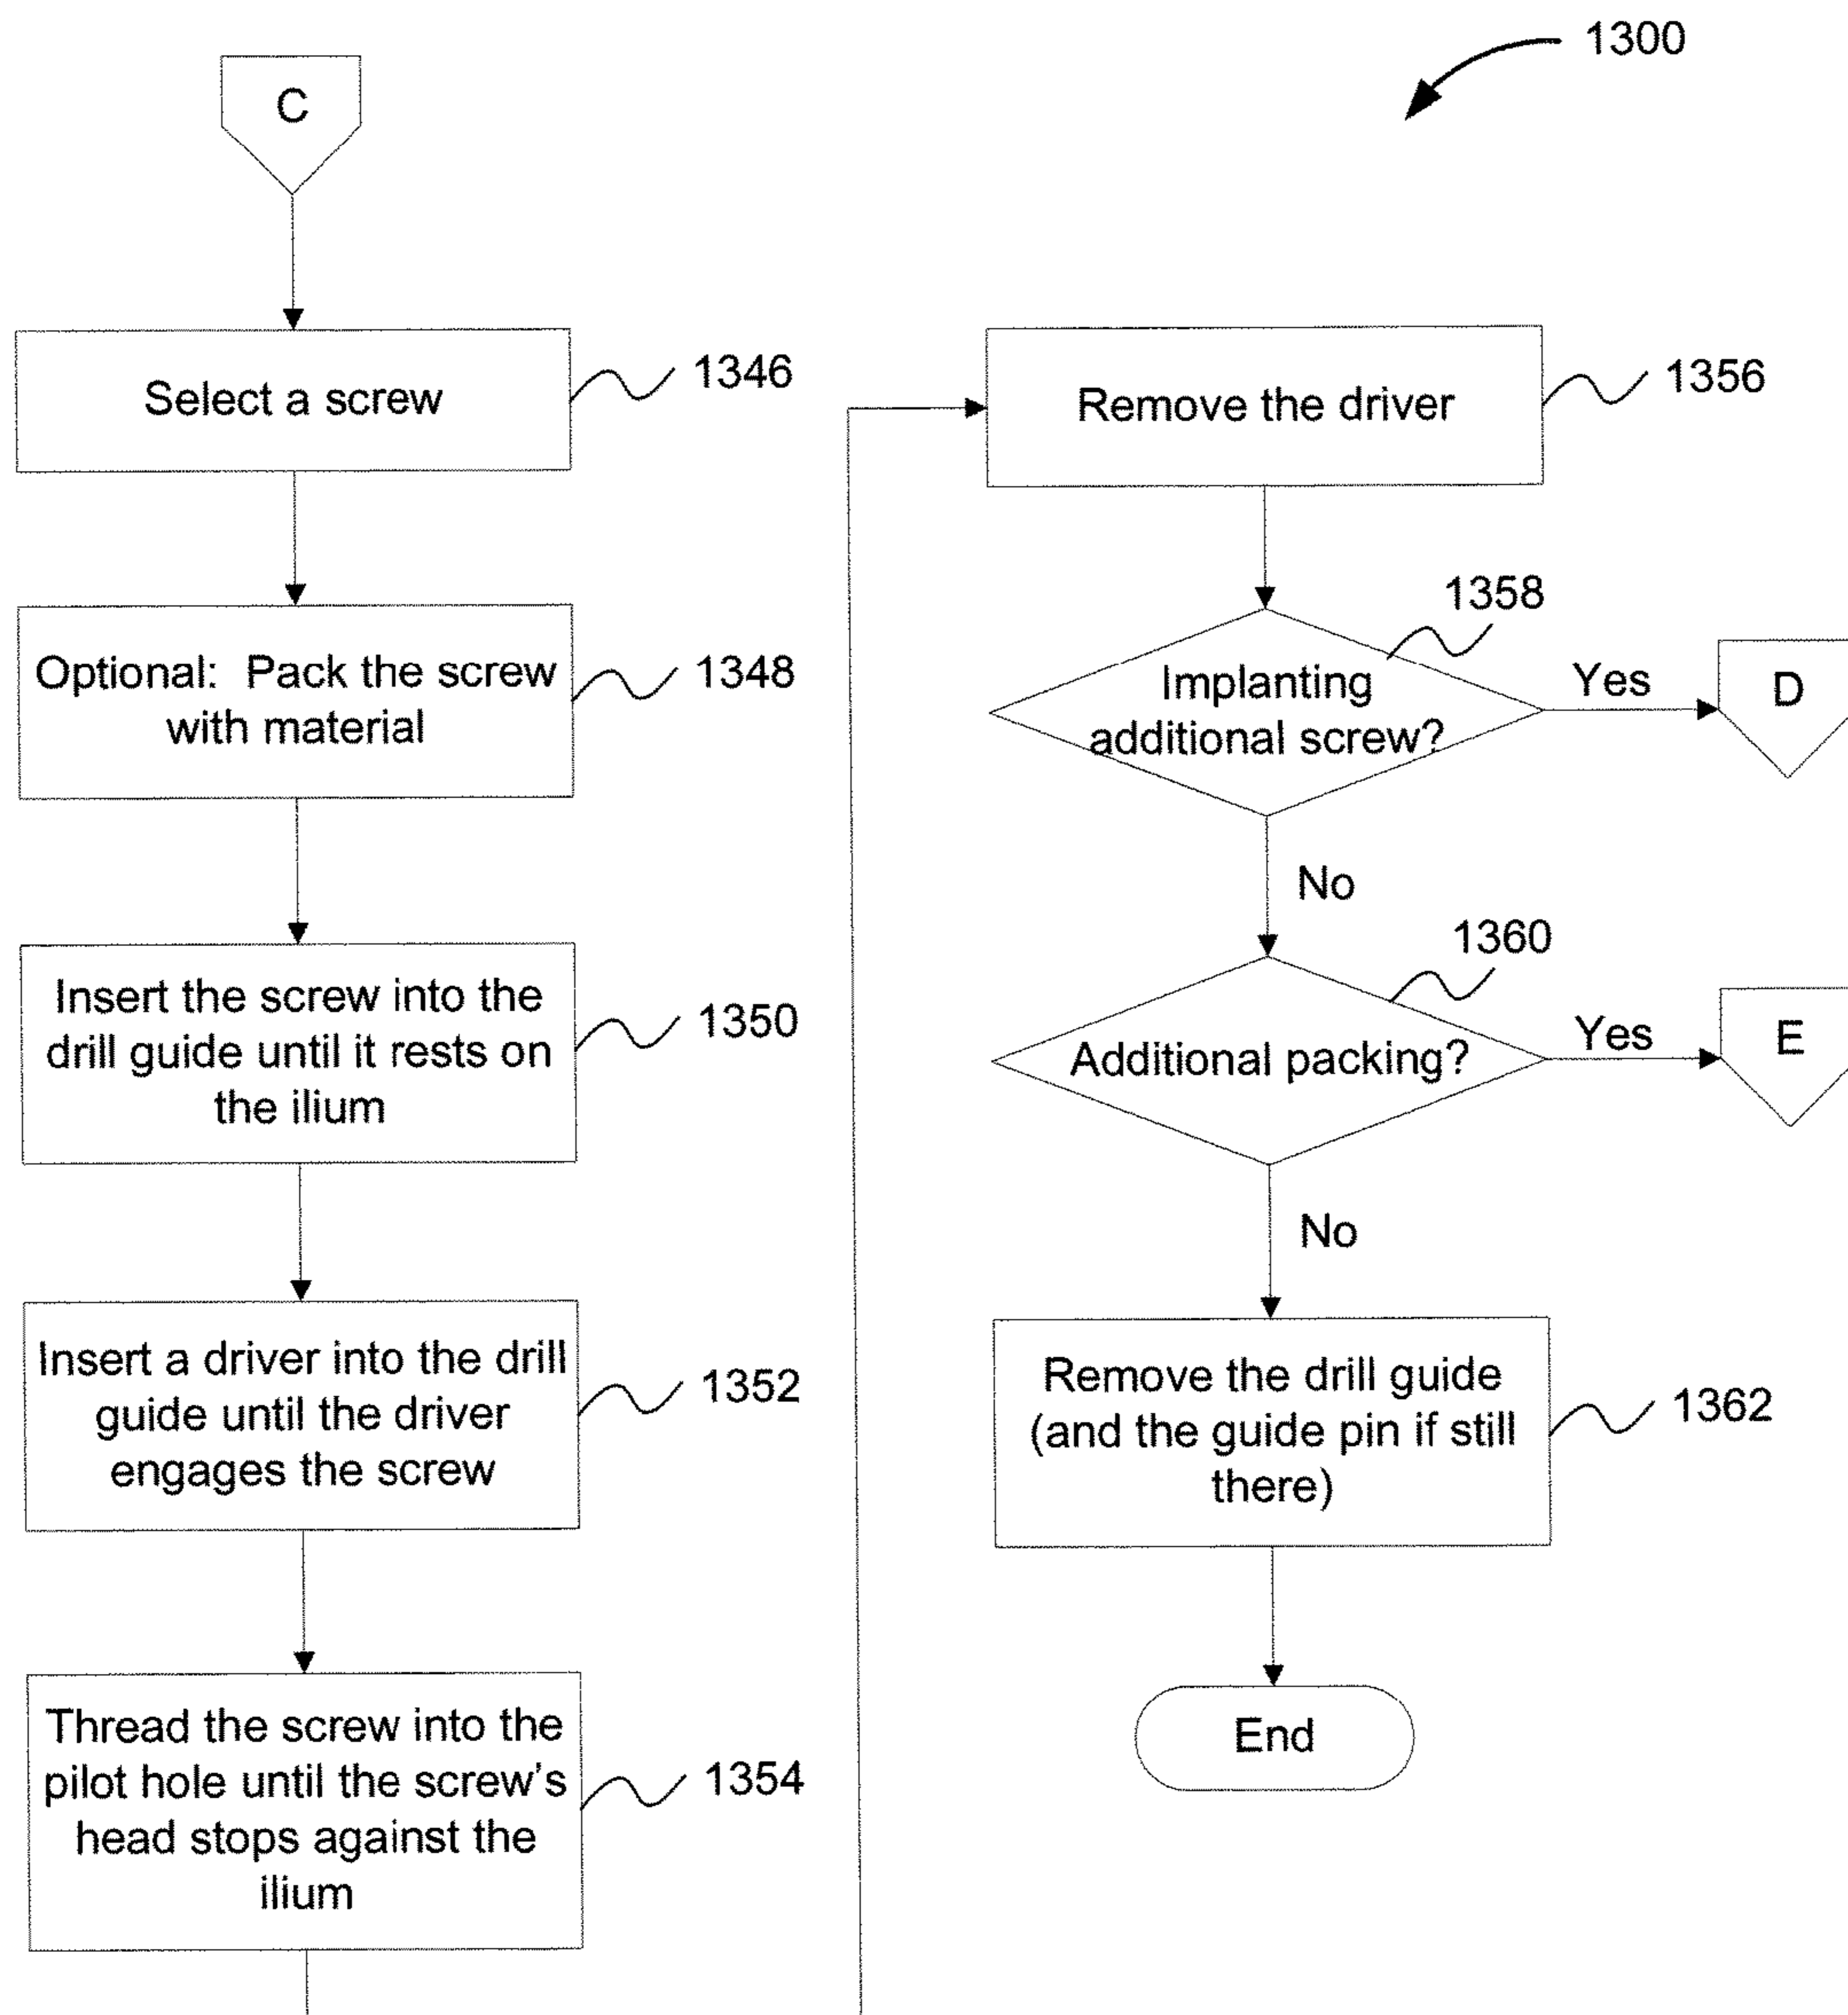 1300
C
Select a screw
1346
Optional: Pack the screw
with material
1348
Insert the screw into the
drill guide until it rests on
the ilium
1350
Insert a driver into the drill
guide until the driver
engages the screw
1352
Thread the screw into the
pilot hole until the screw's
head stops against the
ilium
1354
Remove the driver
1356
1358
Implanting
additional screw?
Yes
D
No
1360
Additional packing?
Yes
E
No
Remove the drill guide
(and the guide pin if still
there)
1362
End